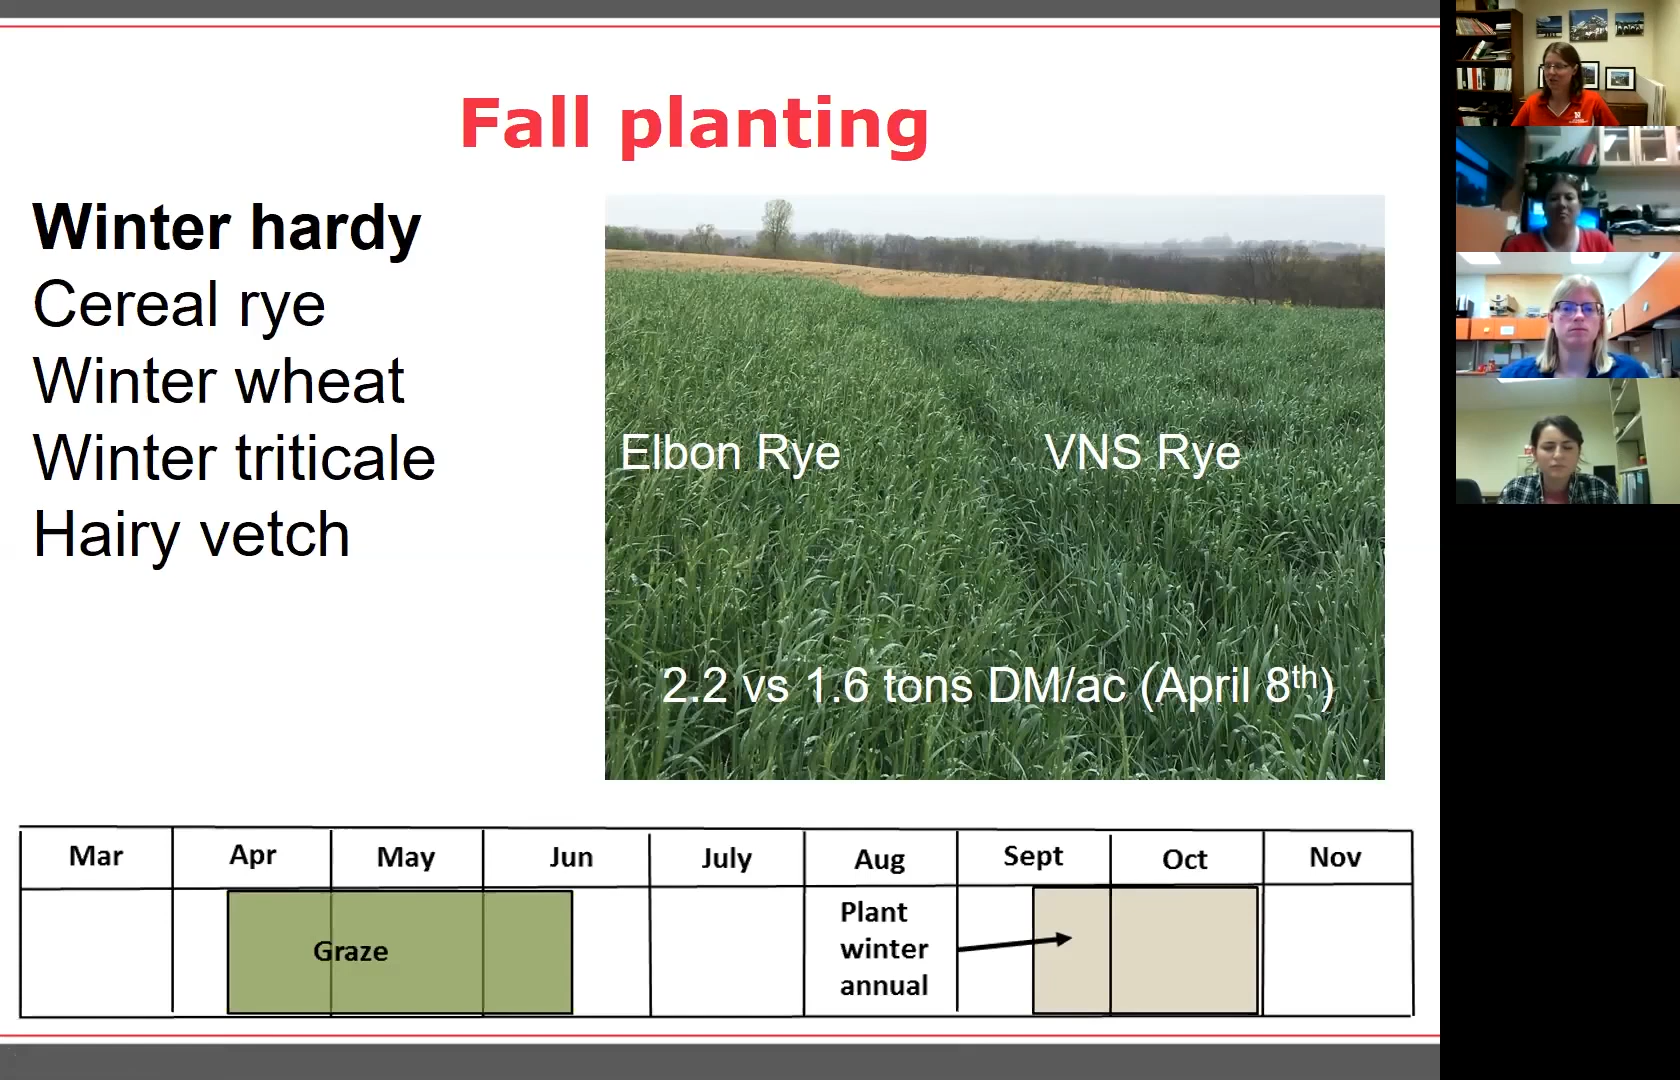 Fall planting
Winter hardy
Cereal rye
Winter wheat
Winter triticale
Hairy vetch
Elbon Rye
VNS Rye
2.2 vs 1.6 tons DM/ac (April 8th)
Mar
Apr
May
Jun
July
Aug
Sept
Oct
Nov
Graze
Plant
winter
annual